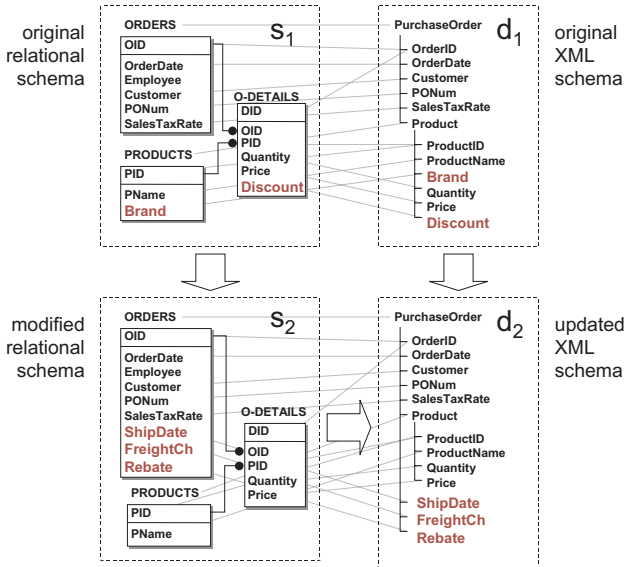 original
relational
schema
s1
ORDERS
OID
OrderDate
Employee
Customer
PONum
SalesTaxRate
O-DETAILS
DID
OID
PID
Quantity
Price
Discount
PRODUCTS
PID
PName
Brand
d1
PurchaseOrder
OrderID
OrderDate
Customer
PONum
SalesTaxRate
Product
ProductID
ProductName
Brand
Quantity
Price
Discount
original
XML
schema
modified
relational
schema
s2
ORDERS
OID
OrderDate
Employee
Customer
PONum
SalesTaxRate
ShipDate
FreightCh
Rebate
O-DETAILS
DID
OID
PID
Quantity
Price
PRODUCTS
PID
PName
d2
PurchaseOrder
OrderID
OrderDate
Customer
PONum
SalesTaxRate
Product
ProductID
ProductName
Quantity
Price
ShipDate
FreightCh
Rebate
updated
XML
schema